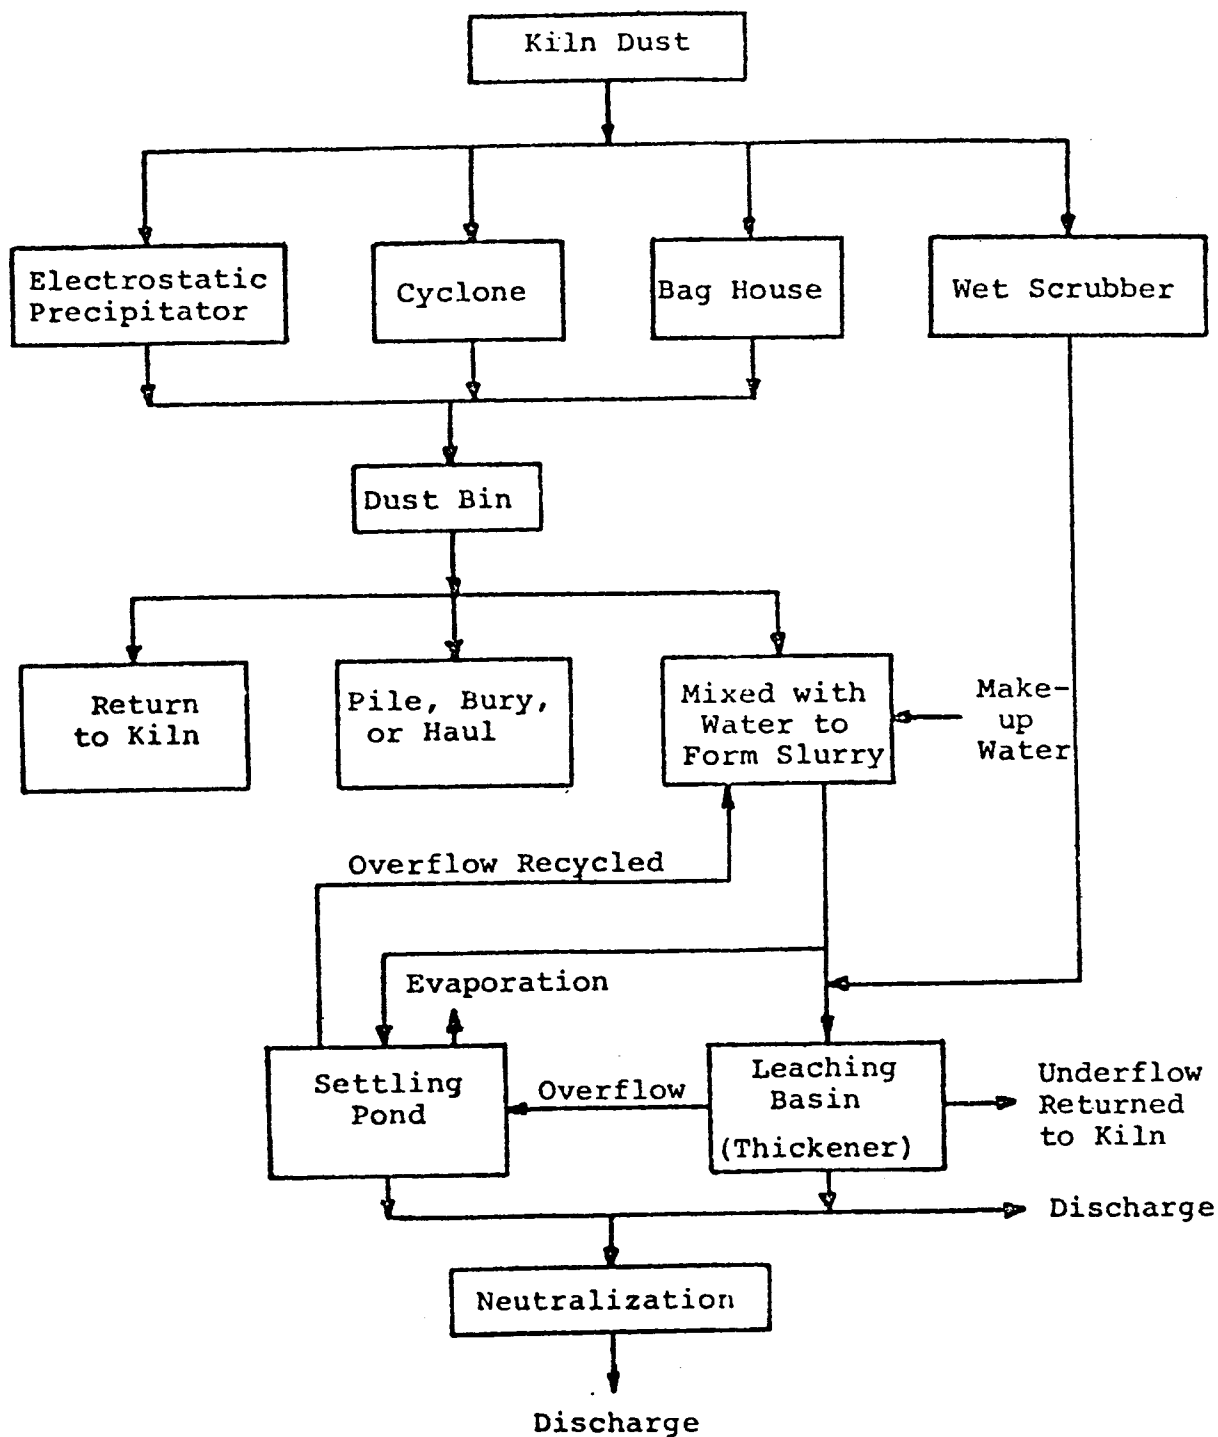 Kiln Dust
Electrostatic
Precipitator
Cyclone
Bag House
Wet Scrubber
Dust Bin
Return
to Kiln
Pile, Bury,
or Haul
Mixed with
Water to
Form Slurry
Make-
up
Water
Overflow Recycled
Evaporation
Settling
Pond
Overflow
Leaching
Basin
(Thickener)
Underflow
Returned
to Kiln
Discharge
Neutralization
Discharge